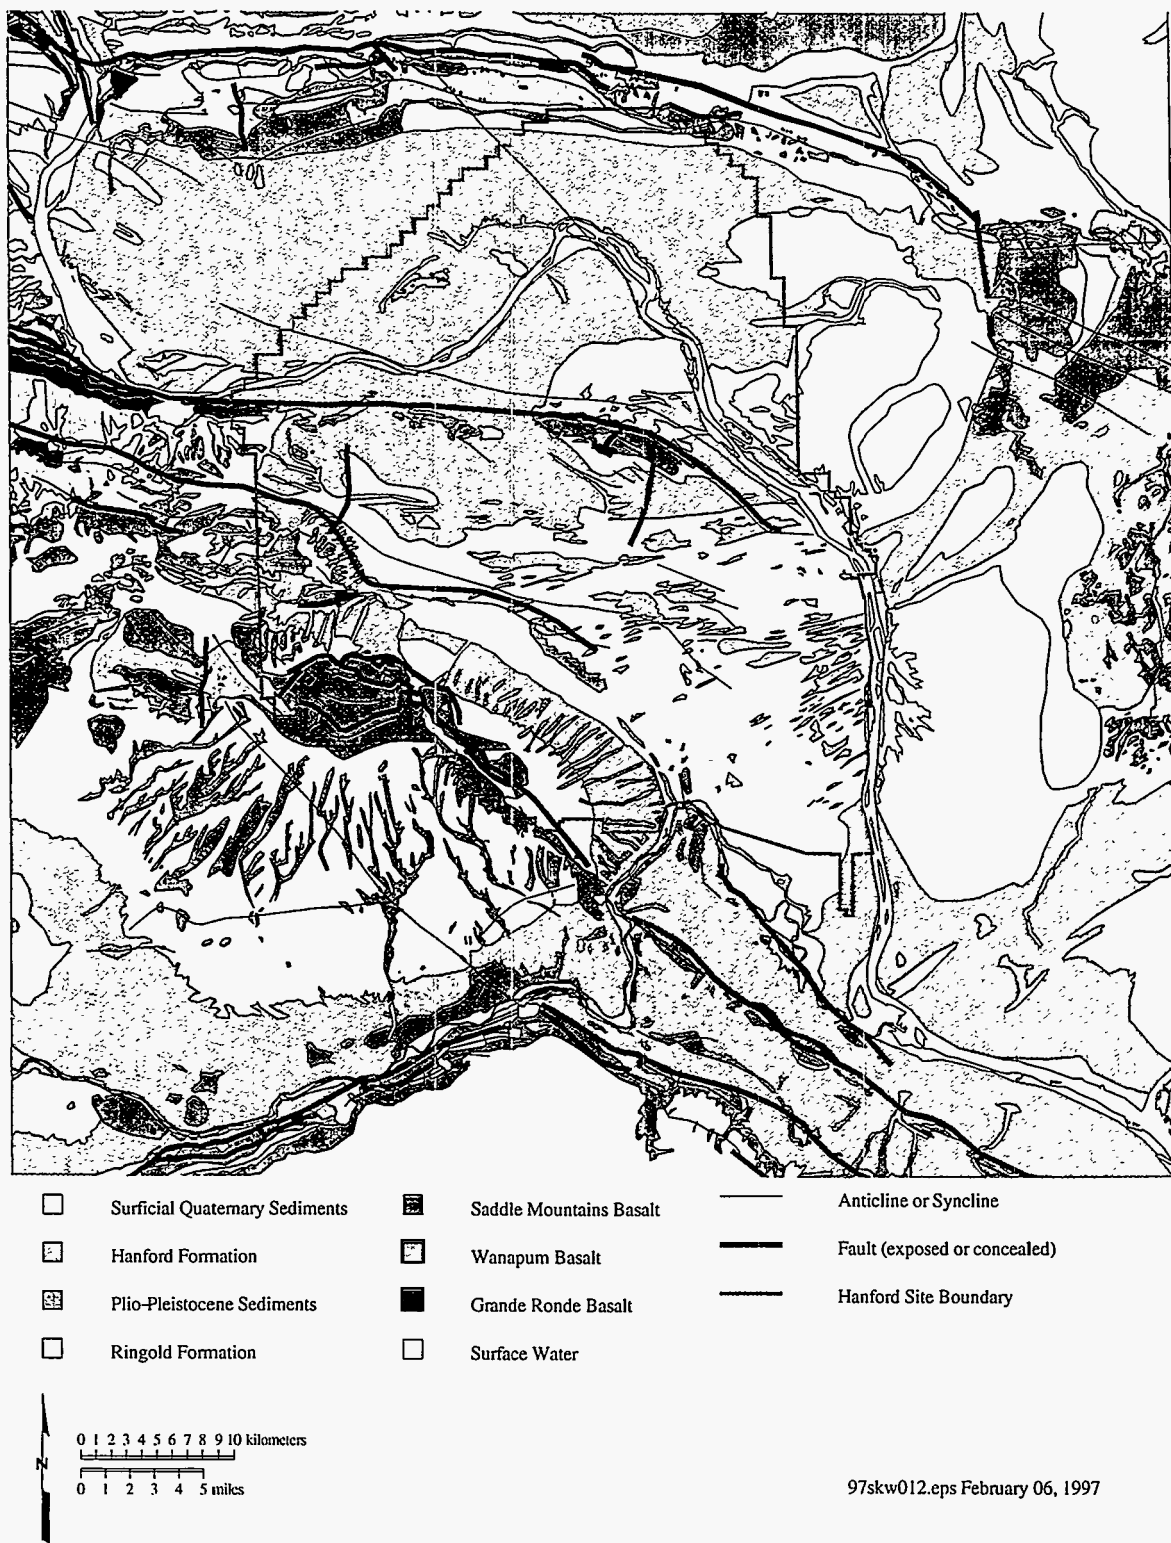 Surficial Quaternary Sediments
Hanford Formation
Plio-Pleistocene Sediments
Ringold Formation
Saddle Mountains Basalt
Wanapum Basalt
Grande Ronde Basalt
Surface Water
Anticline or Syncline
Fault (exposed or concealed)
Hanford Site Boundary
N
0 1 2 3 4 5 6 7 8 9 10 kilometers
0 1 2 3 4 5 miles
97skw012.eps February 06, 1997